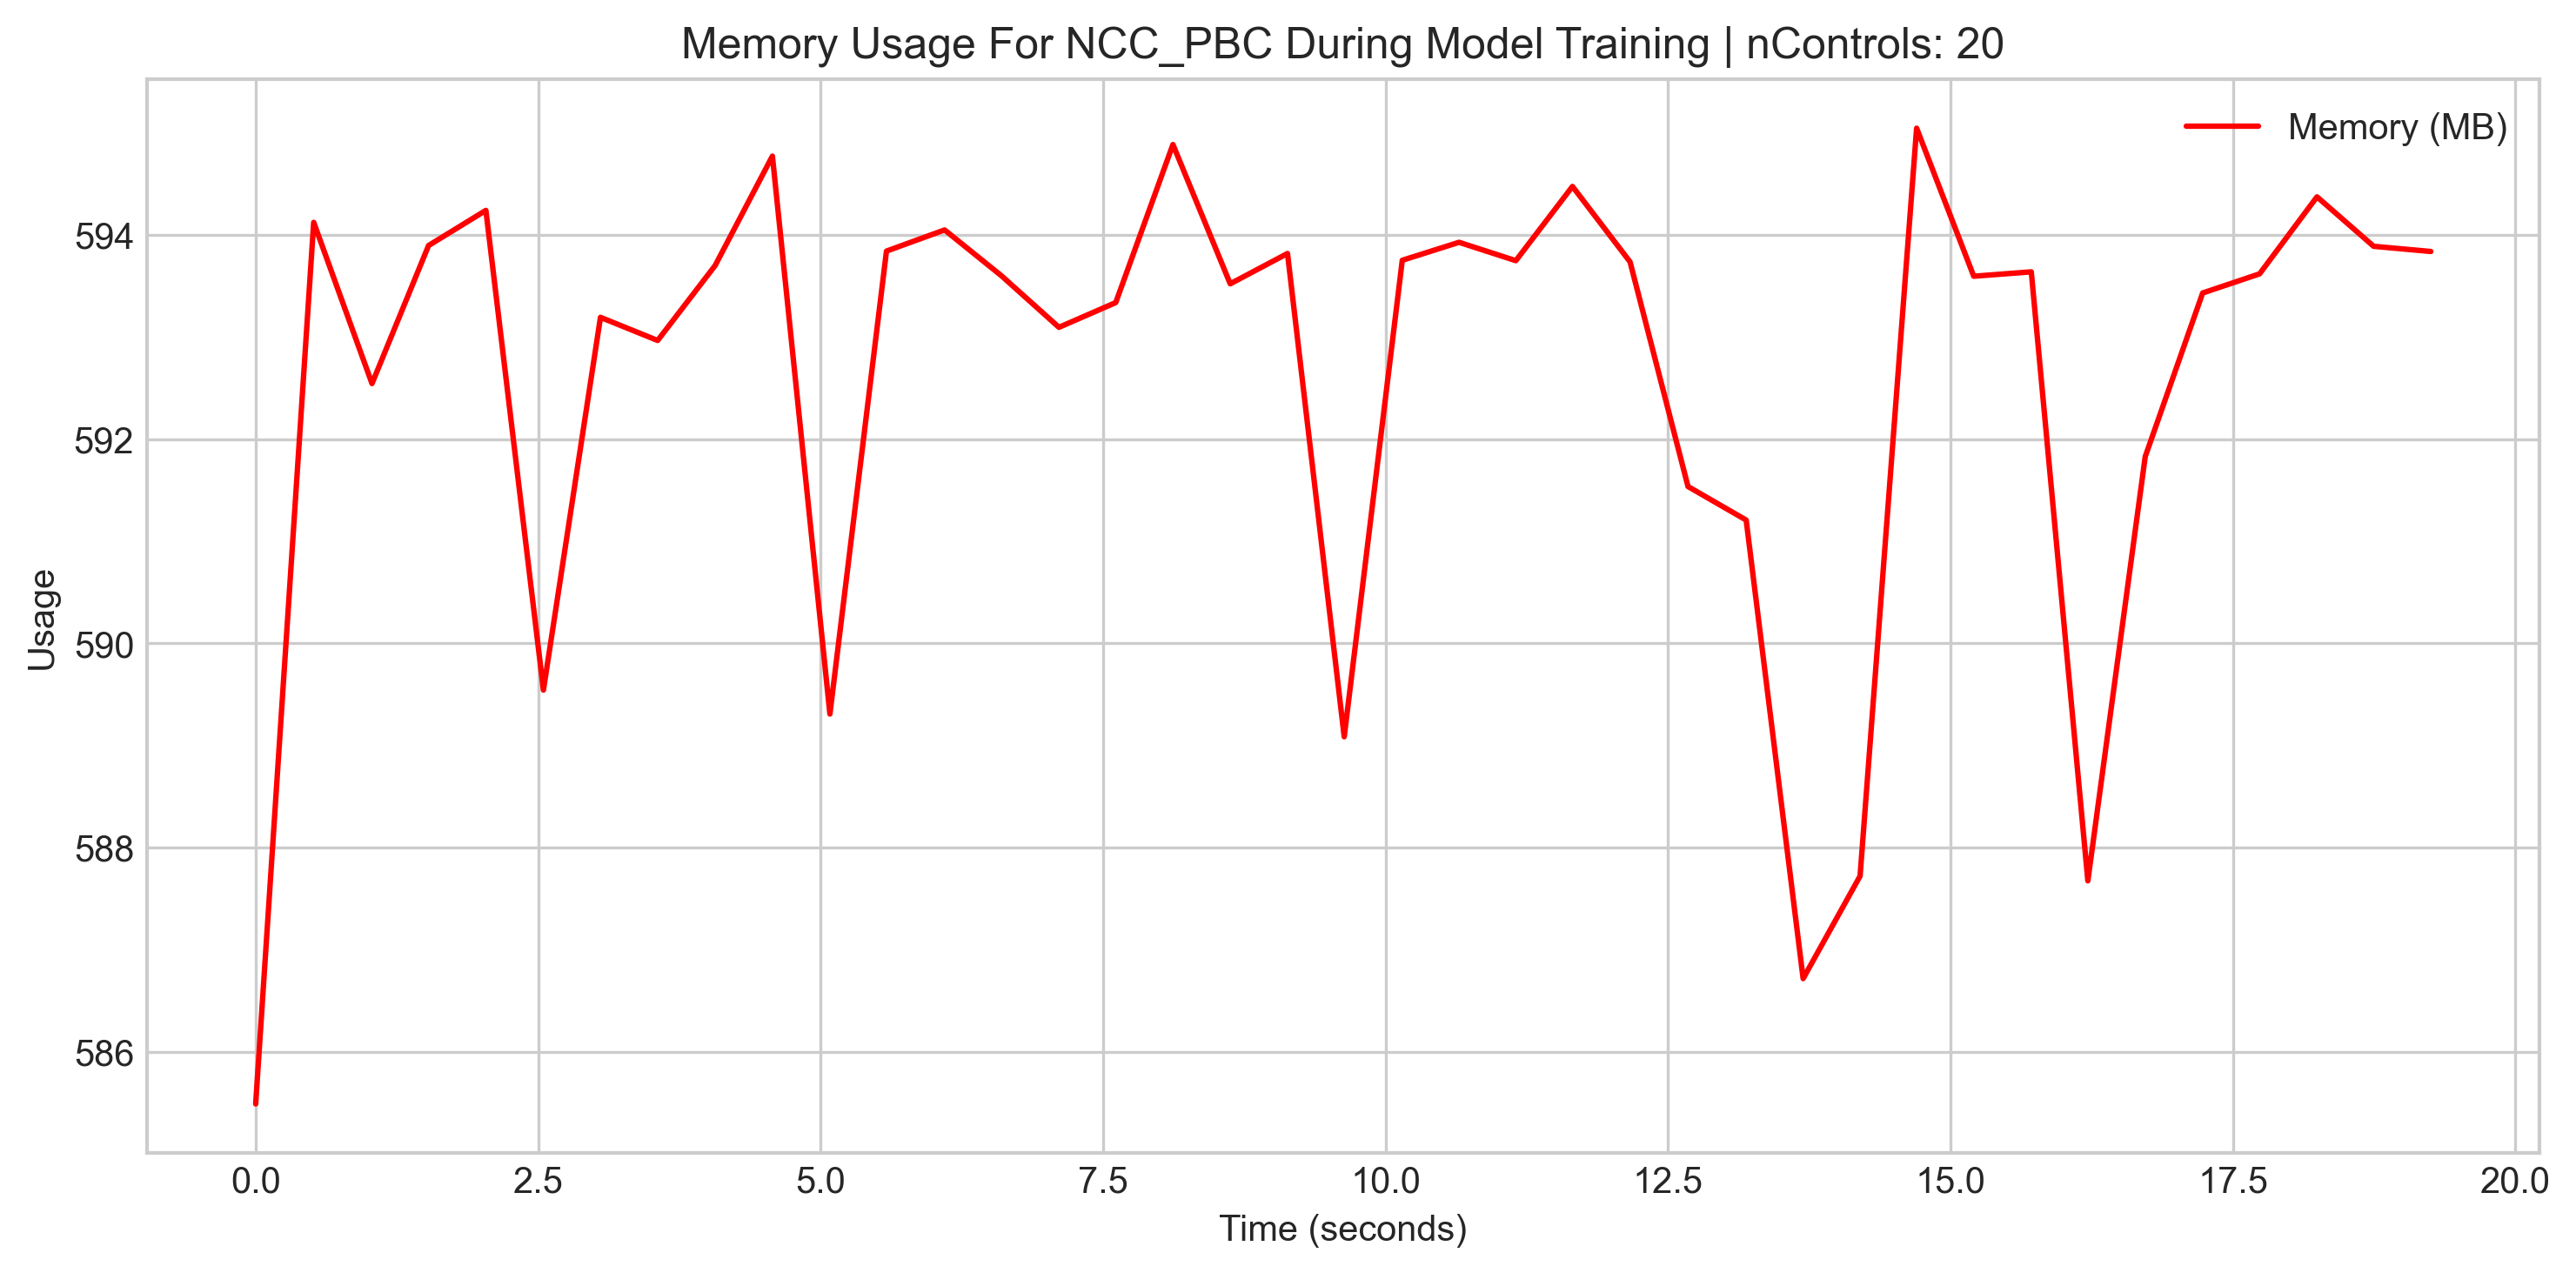 Memory Usage For NCC_PBC During Model Training | nControls: 20
Memory (MB)
594
592
590
588
586
Usage
0.0 2.5 5.0 7.5 10.0 12.5 15.0 17.5 20.0
Time (seconds)